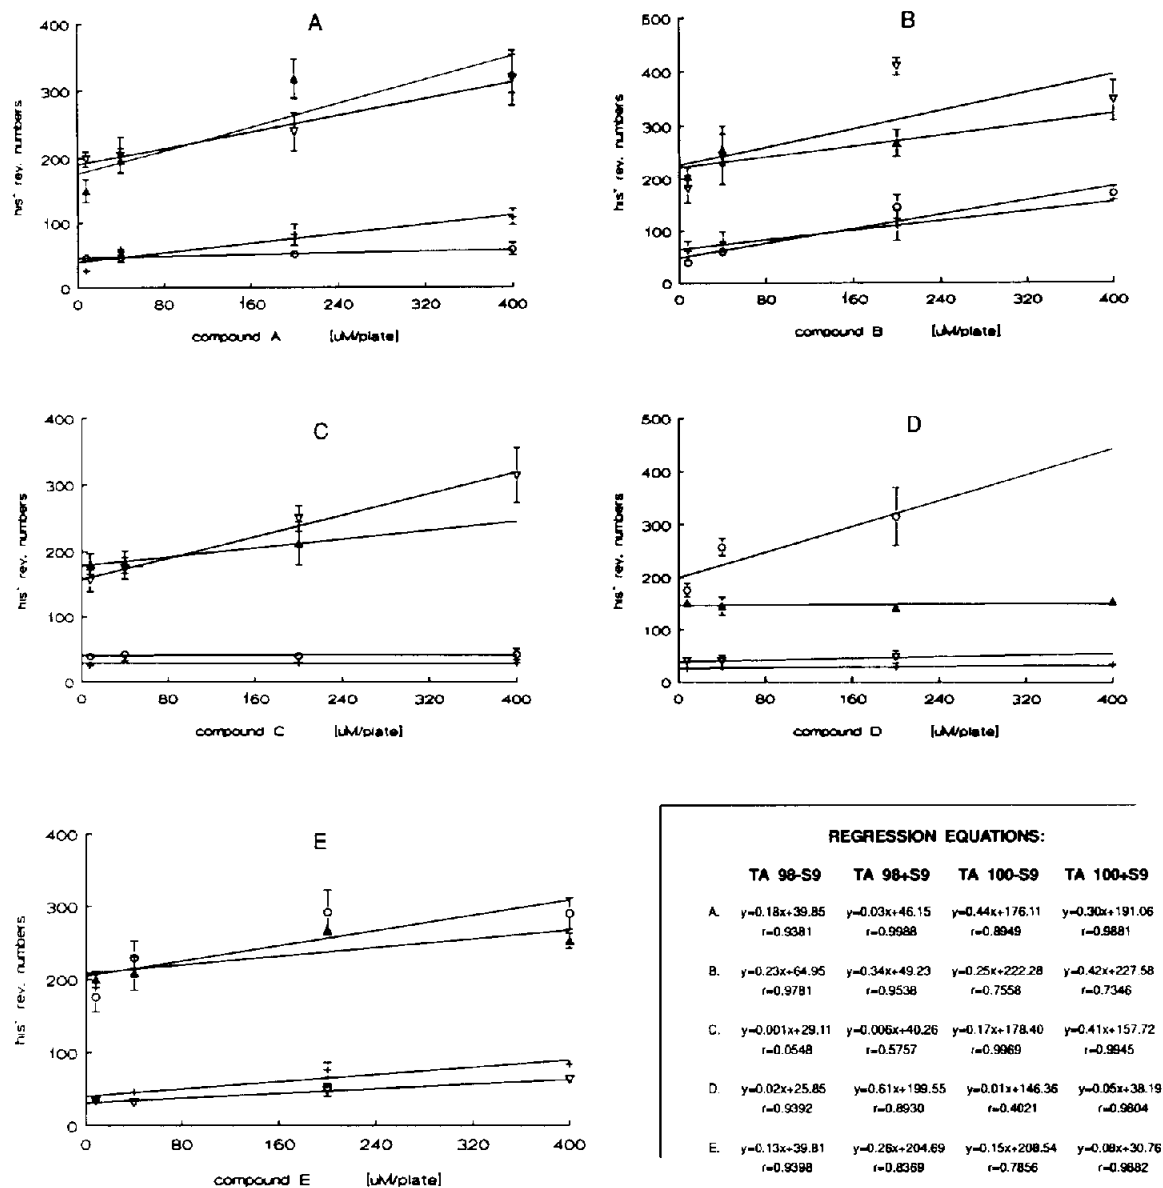 A
400
300
200
100
0
his+ rev. numbers
0 80 160 240 320 400
compound A [uM/plate]
B
500
400
300
200
100
0
his+ rev. numbers
0 80 160 240 320 400
compound B [uM/plate]
C
400
300
200
100
0
his+ rev. numbers
0 80 160 240 320 400
compound C [uM/plate]
D
500
400
300
200
100
0
his+ rev. numbers
0 80 160 240 320 400
compound D [uM/plate]
E
400
300
200
100
0
his+ rev. numbers
0 80 160 240 320 400
compound E [uM/plate]
REGRESSION EQUATIONS:
TA 98-S9 TA 98+S9 TA 100-S9 TA 100+S9
A. y=0.18x+39.85 y=0.03x+46.15 y=0.44x+176.11 y=0.30x+191.06
r=0.9381 r=0.9988 r=0.8949 r=0.9881
B. y=0.23x+64.95 y=0.34x+49.23 y=0.25x+222.28 y=0.42x+227.58
r=0.9781 r=0.9538 r=0.7558 r=0.7346
C. y=0.001x+29.11 y=0.006x+40.26 y=0.17x+178.40 y=0.41x+157.72
r=0.0548 r=0.5757 r=0.9969 r=0.9945
D. y=0.02x+25.85 y=0.61x+199.55 y=0.01x+146.36 y=0.05x+38.19
r=0.9392 r=0.8930 r=0.4021 r=0.9804
E. y=0.13x+39.81 y=0.26x+204.69 y=0.15x+208.54 y=0.08x+30.76
r=0.9398 r=0.8369 r=0.7856 r=0.9882